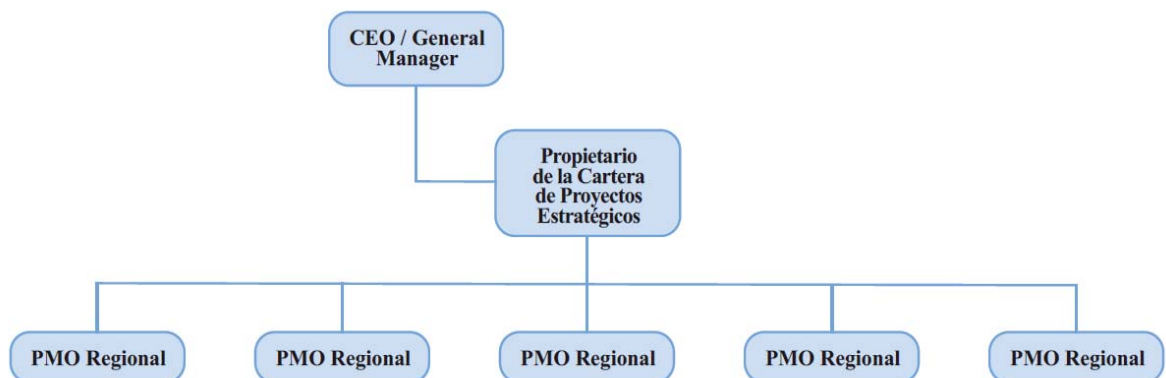 CEO / General
Manager
Propietario
de la Cartera
de Proyectos
Estratégicos
PMO Regional
PMO Regional
PMO Regional
PMO Regional
PMO Regional